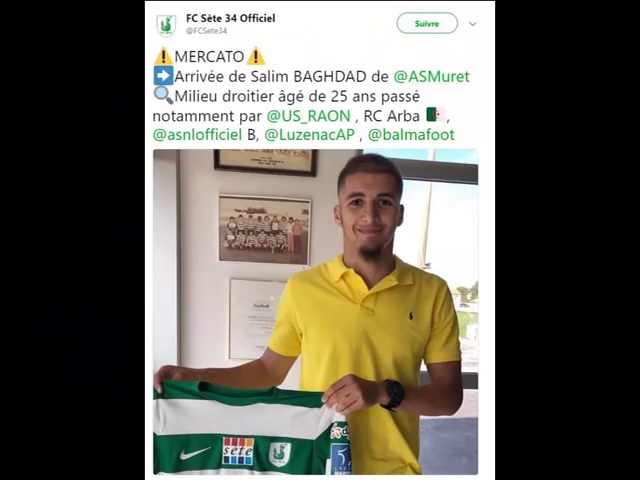 FC Sète 34 Officiel
@FCSete34
Suivre
⚠️MERCATO⚠️
➡️Arrivée de Salim BAGHDAD de @ASMuret
🔍Milieu droitier âgé de 25 ans passé
notamment par @US_RAON , RC Arba 🇩🇿,
@asnlofficiel B, @LuzenacAP , @balmafoot
Football
sète